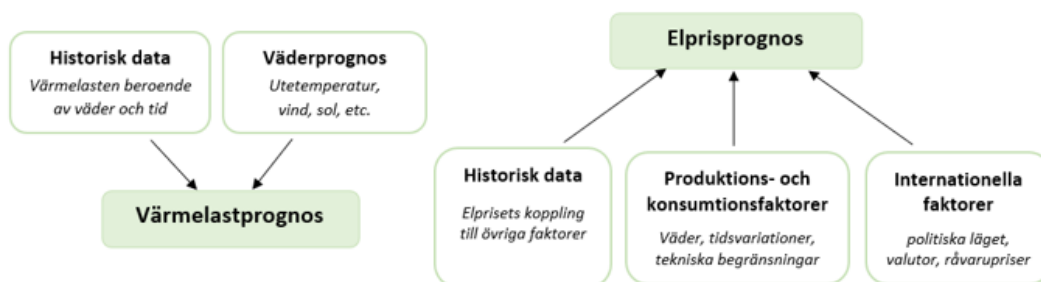 Historisk data
Värmelasten beroende
av väder och tid
Väderprognos
Utetemperatur,
vind, sol, etc.
Värmelastprognos
Elprisprognos
Historisk data
Elprisets koppling
till övriga faktorer
Produktions- och
konsumtionsfaktorer
Väder, tidsvariationer,
tekniska begränsningar
Internationella
faktorer
politiska läget,
valutor, råvarupriser